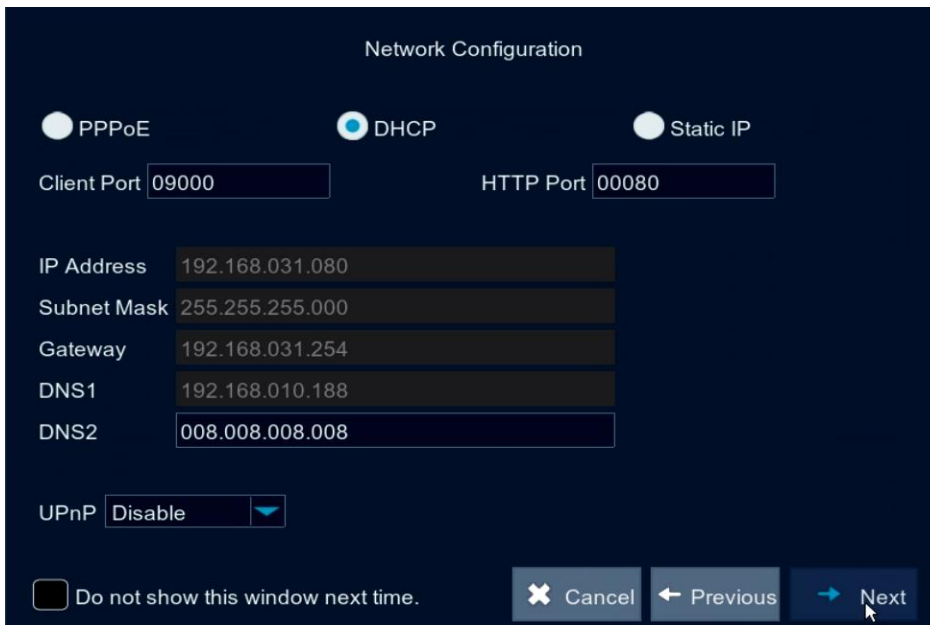 Network Configuration
PPPoE DHCP Static IP
Client Port 09000 HTTP Port 00080
IP Address 192.168.031.080
Subnet Mask 255.255.255.000
Gateway 192.168.031.254
DNS1 192.168.010.188
DNS2 008.008.008.008
UPnP Disable
Do not show this window next time. Cancel Previous Next